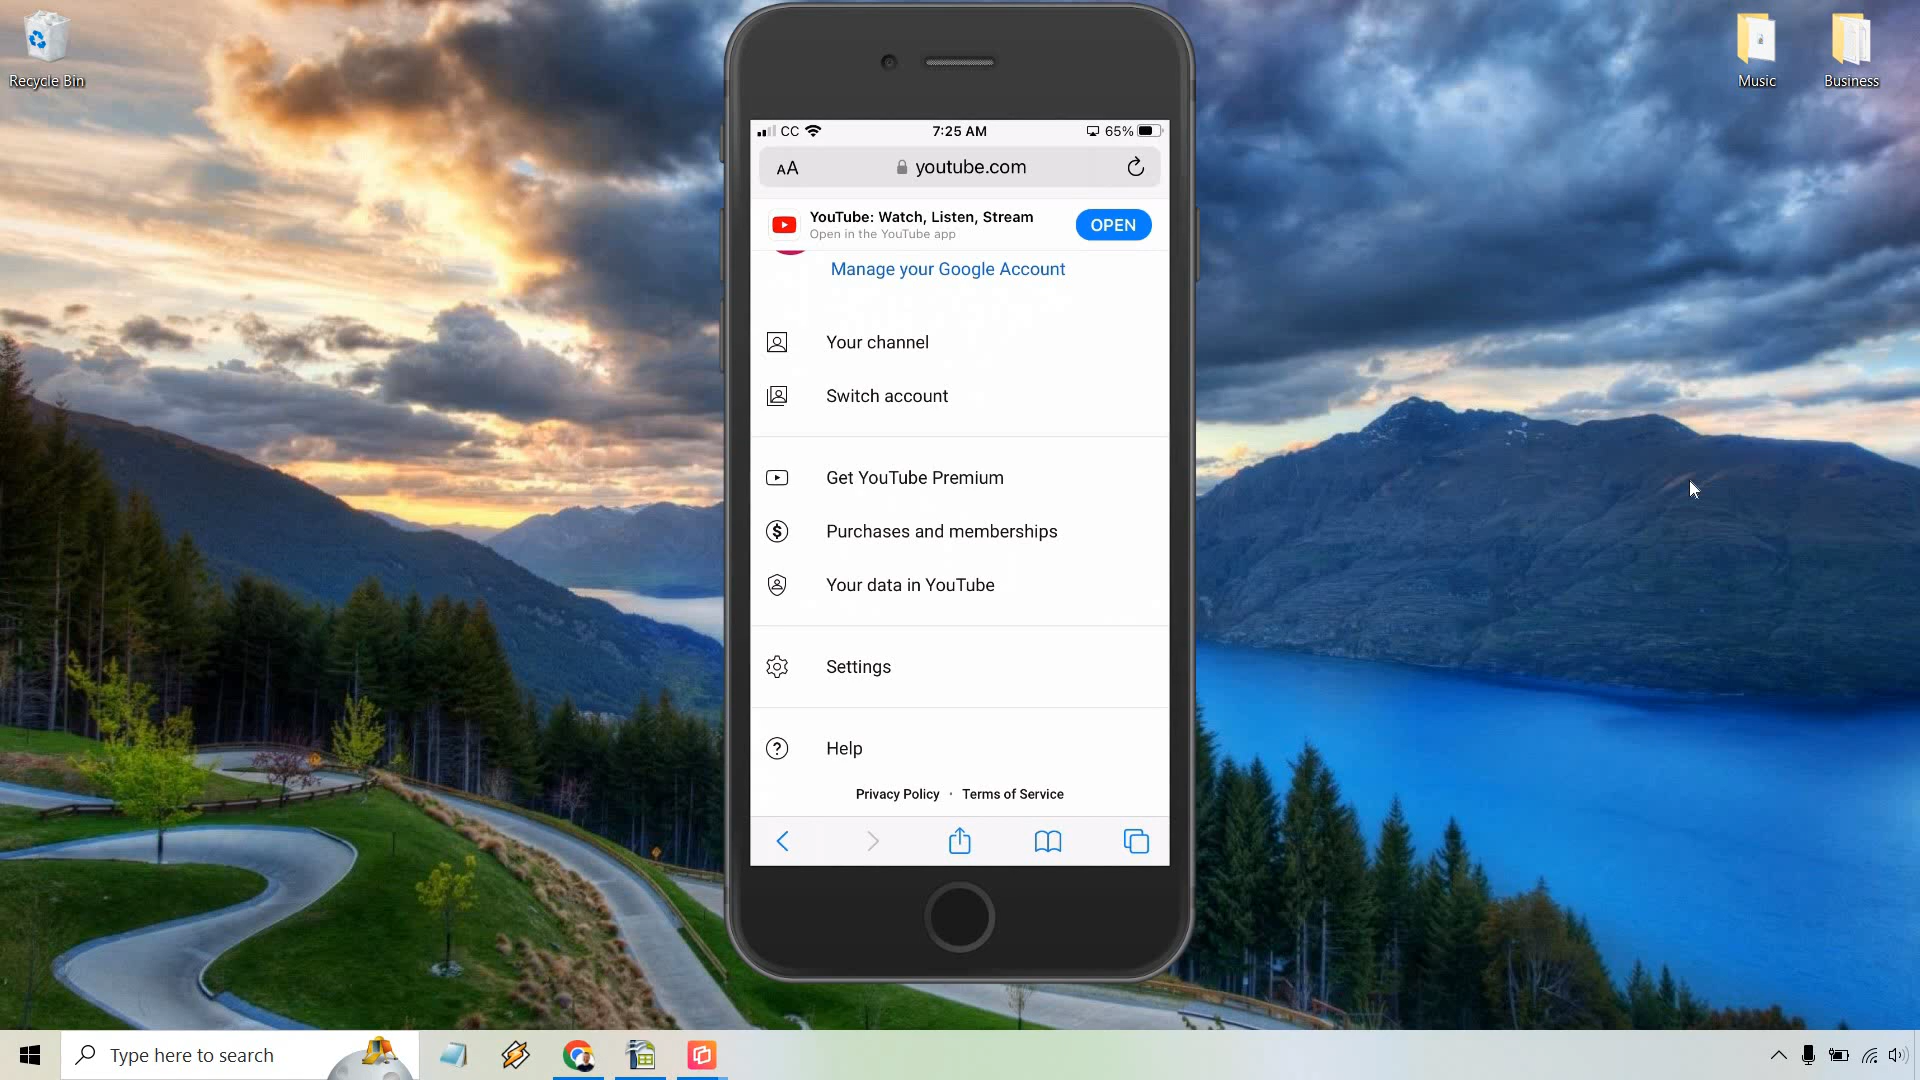 Recycle Bin
Music
Business
CC
7:25 AM
65%
AA
youtube.com
YouTube: Watch, Listen, Stream
Open in the YouTube app
OPEN
Manage your Google Account
Your channel
Switch account
Get YouTube Premium
Purchases and memberships
Your data in YouTube
Settings
Help
Privacy Policy · Terms of Service
Type here to search